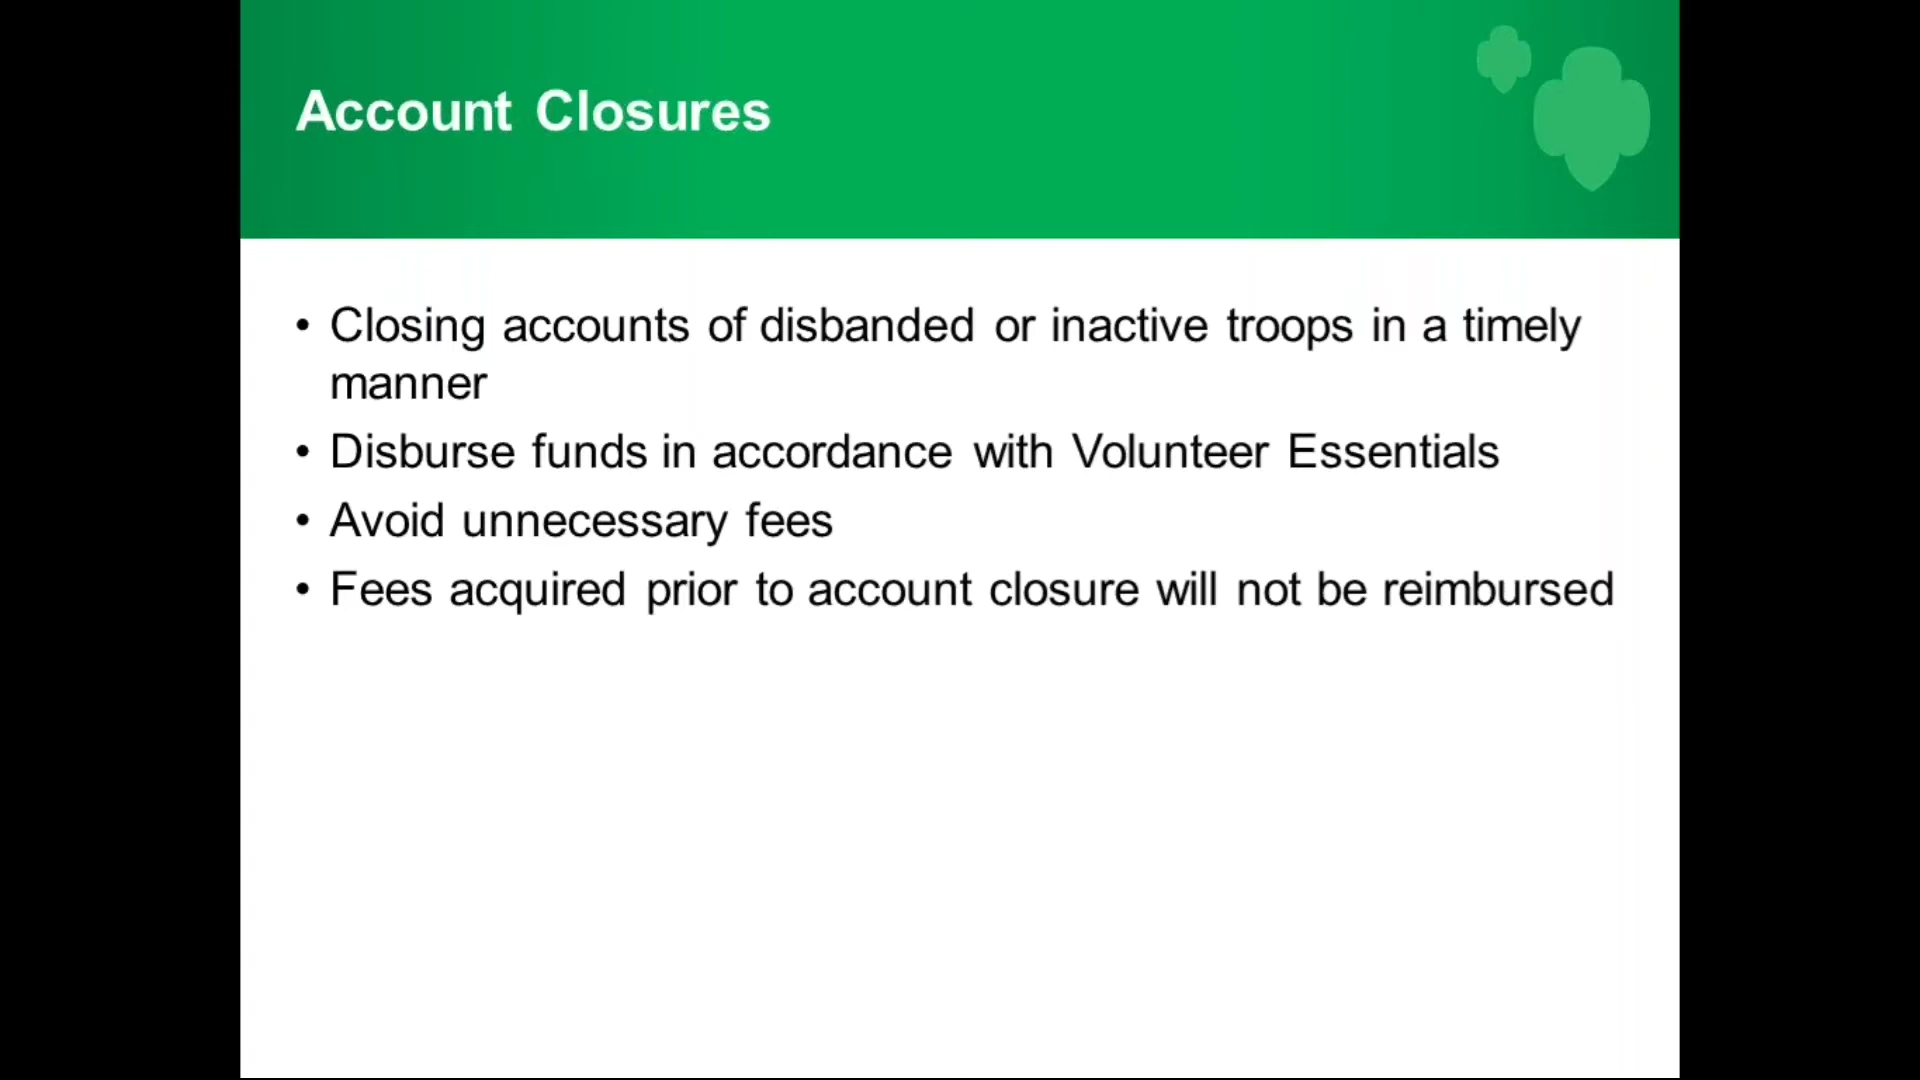 Account Closures
• Closing accounts of disbanded or inactive troops in a timely
manner
• Disburse funds in accordance with Volunteer Essentials
• Avoid unnecessary fees
• Fees acquired prior to account closure will not be reimbursed